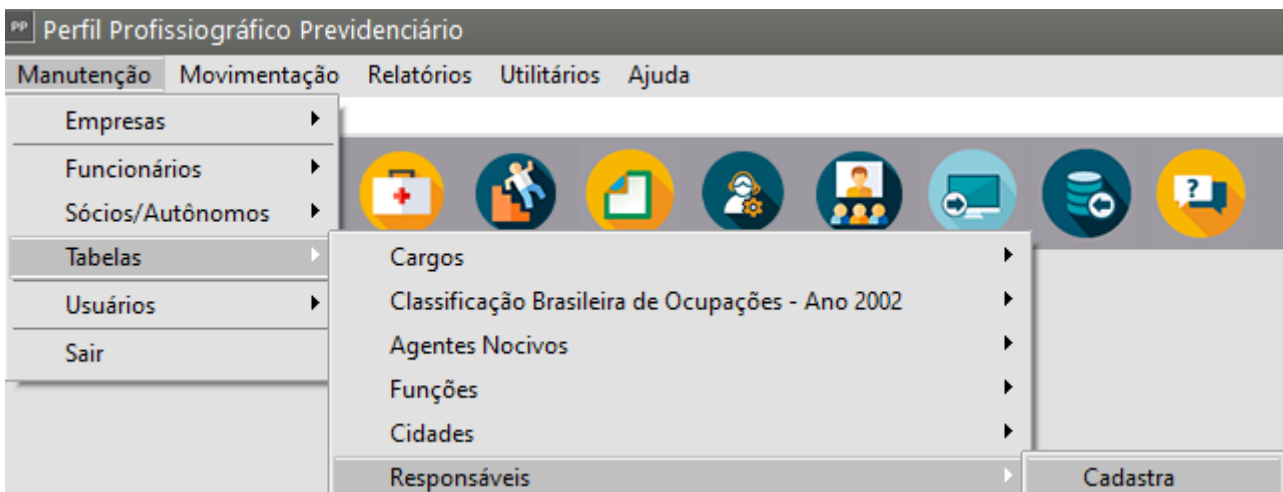 PP Perfil Profissiográfico Previdenciário
Manutenção Movimentação Relatórios Utilitários Ajuda
Empresas
Funcionários
Sócios/Autônomos
Tabelas
Usuários
Sair
?
Cargos
Classificação Brasileira de Ocupações - Ano 2002
Agentes Nocivos
Funções
Cidades
Responsáveis
Cadastra